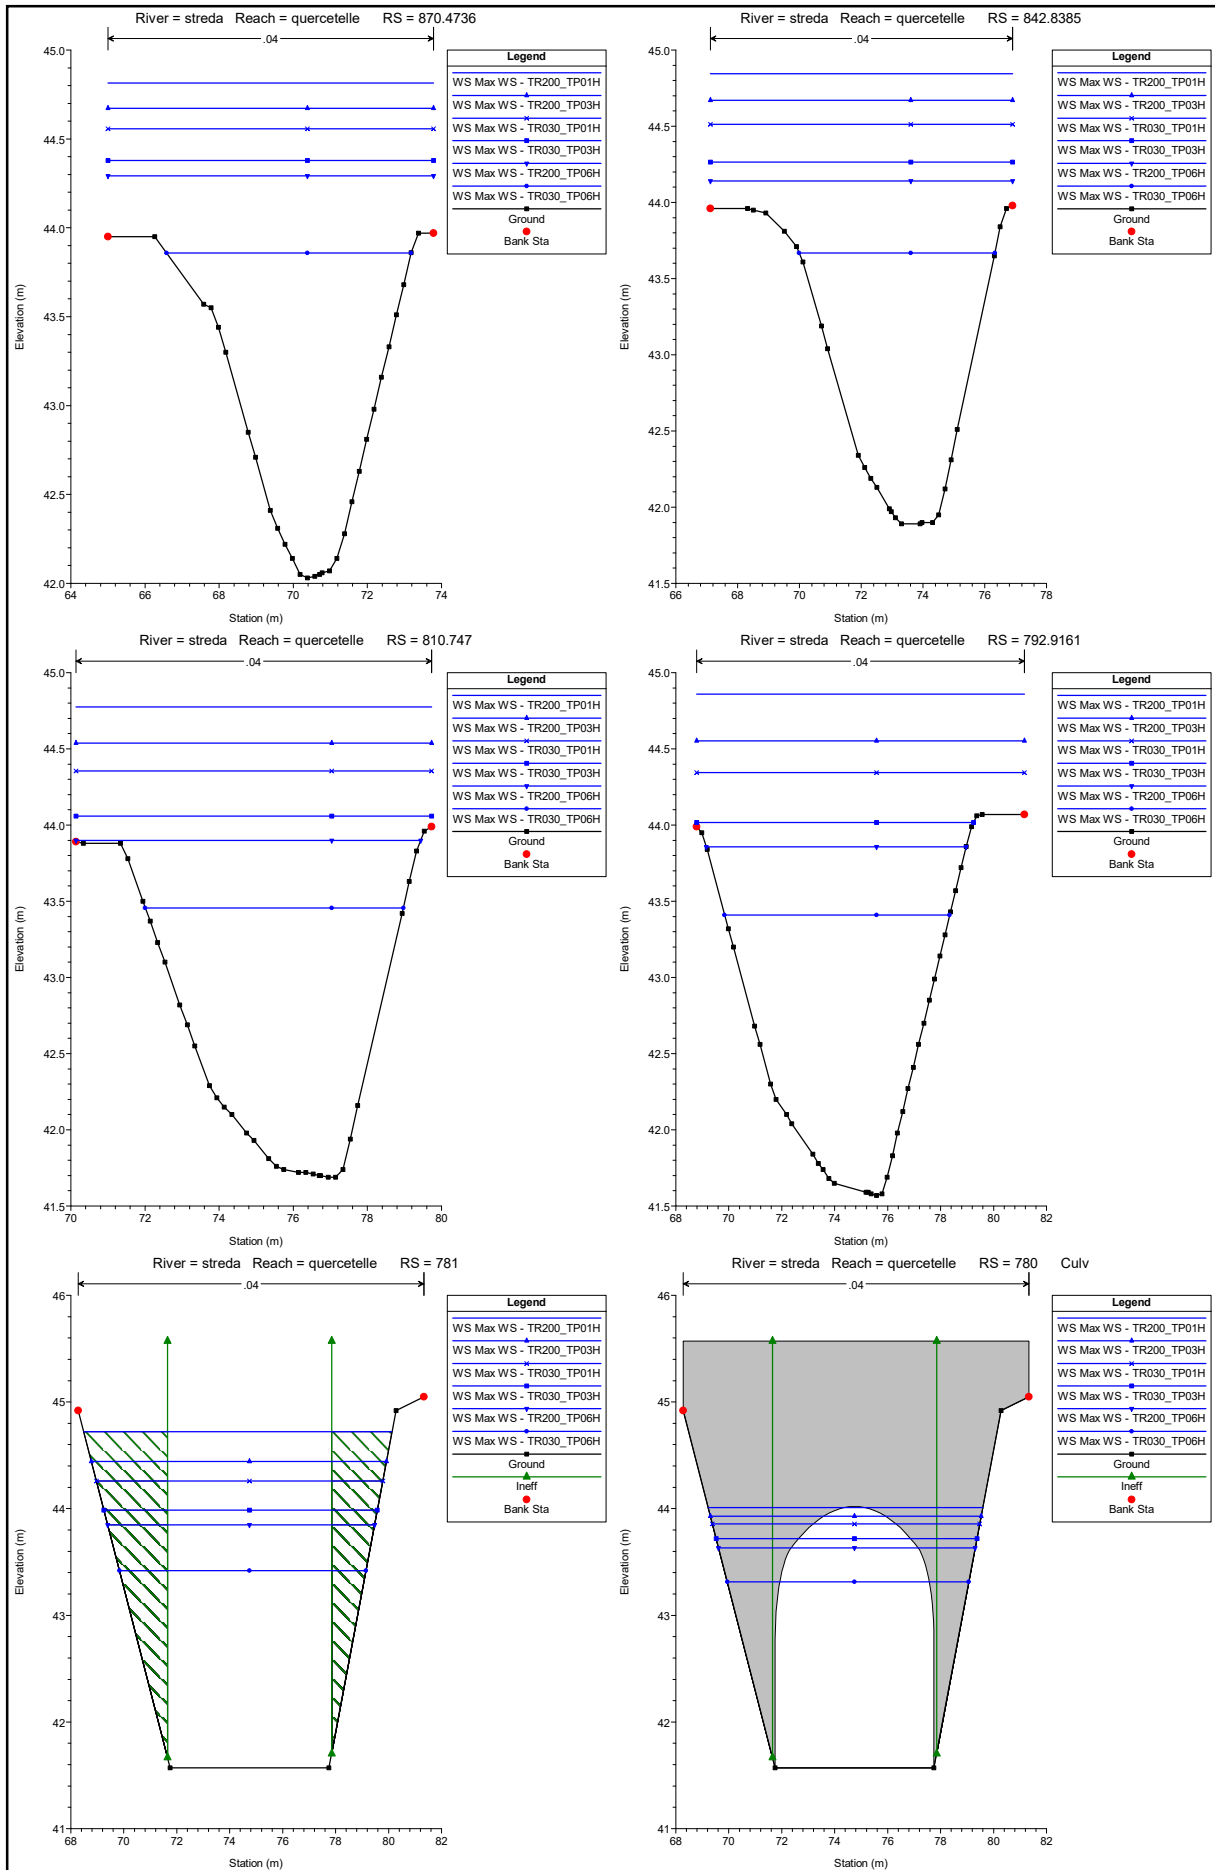 River = streda Reach = quercetelle RS = 870.4736
.04
45.0
44.5
44.0
43.5
43.0
42.5
42.0
64 66 68 70 72 74
Station (m)
Elevation (m)
Legend
WS Max WS - TR200_TP01H
WS Max WS - TR200_TP03H
WS Max WS - TR030_TP01H
WS Max WS - TR030_TP03H
WS Max WS - TR200_TP06H
WS Max WS - TR030_TP06H
Ground
Bank Sta
River = streda Reach = quercetelle RS = 842.8385
.04
45.0
44.5
44.0
43.5
43.0
42.5
42.0
41.5
66 68 70 72 74 76 78
Station (m)
Elevation (m)
Legend
WS Max WS - TR200_TP01H
WS Max WS - TR200_TP03H
WS Max WS - TR030_TP01H
WS Max WS - TR030_TP03H
WS Max WS - TR200_TP06H
WS Max WS - TR030_TP06H
Ground
Bank Sta
River = streda Reach = quercetelle RS = 810.747
.04
45.0
44.5
44.0
43.5
43.0
42.5
42.0
41.5
70 72 74 76 78 80
Station (m)
Elevation (m)
Legend
WS Max WS - TR200_TP01H
WS Max WS - TR200_TP03H
WS Max WS - TR030_TP01H
WS Max WS - TR030_TP03H
WS Max WS - TR200_TP06H
WS Max WS - TR030_TP06H
Ground
Bank Sta
River = streda Reach = quercetelle RS = 792.9161
.04
45.0
44.5
44.0
43.5
43.0
42.5
42.0
41.5
68 70 72 74 76 78 80 82
Station (m)
Elevation (m)
Legend
WS Max WS - TR200_TP01H
WS Max WS - TR200_TP03H
WS Max WS - TR030_TP01H
WS Max WS - TR030_TP03H
WS Max WS - TR200_TP06H
WS Max WS - TR030_TP06H
Ground
Bank Sta
River = streda Reach = quercetelle RS = 781
.04
46
45
44
43
42
41
68 70 72 74 76 78 80 82
Station (m)
Elevation (m)
Legend
WS Max WS - TR200_TP01H
WS Max WS - TR200_TP03H
WS Max WS - TR030_TP01H
WS Max WS - TR030_TP03H
WS Max WS - TR200_TP06H
WS Max WS - TR030_TP06H
Ground
Ineff
Bank Sta
River = streda Reach = quercetelle RS = 780 Culv
.04
46
45
44
43
42
41
68 70 72 74 76 78 80 82
Station (m)
Elevation (m)
Legend
WS Max WS - TR200_TP01H
WS Max WS - TR200_TP03H
WS Max WS - TR030_TP01H
WS Max WS - TR030_TP03H
WS Max WS - TR200_TP06H
WS Max WS - TR030_TP06H
Ground
Ineff
Bank Sta